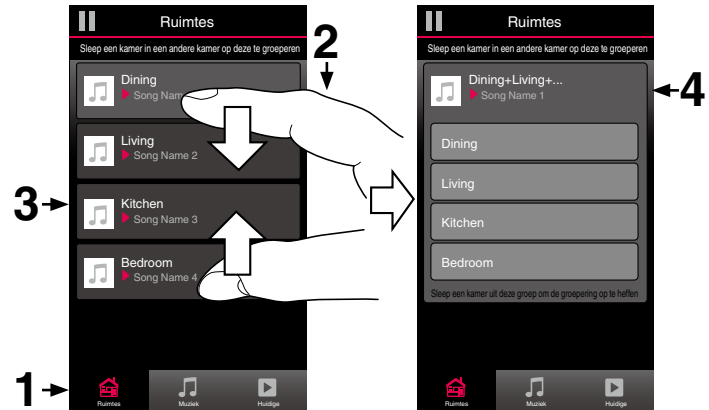 Ruimtes
Sleep een kamer in een andere kamer op deze te groeperen
2
Dining
Song Nam
Living
Song Name 2
3
Kitchen
Song Name 3
Bedroom
Song Name 4
1
Ruimtes
Muziek
Huidige
Ruimtes
Sleep een kamer in een andere kamer op deze te groeperen
Dining+Living+...
Song Name 1
4
Dining
Living
Kitchen
Bedroom
Sleep een kamer uit deze groep om de groepering op te heffen
Ruimtes
Muziek
Huidige